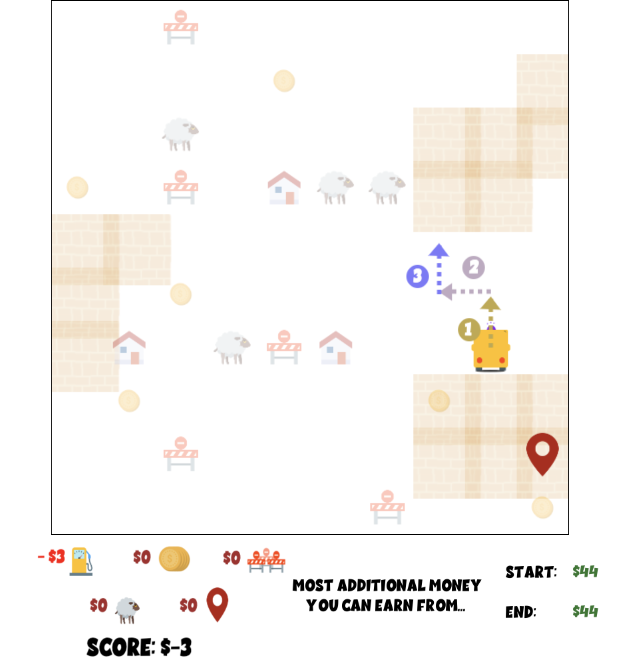 3
2
1
- $3
$0
$0
$0
$0
SCORE: $-3
MOST ADDITIONAL MONEY
YOU CAN EARN FROM...
START: $44
END: $44